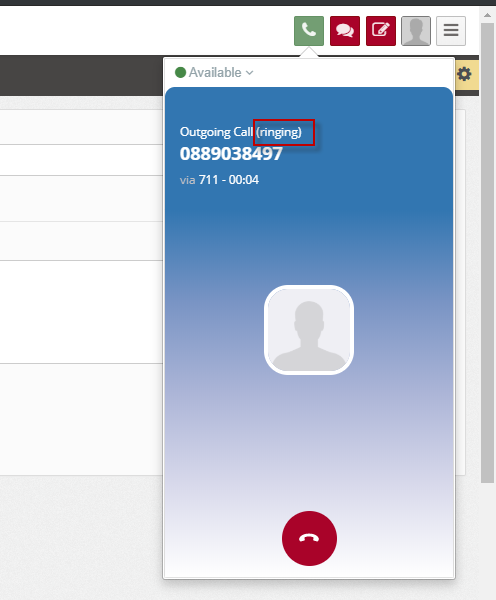 Available
Outgoing Call (ringing)
0889038497
via 711 - 00:04